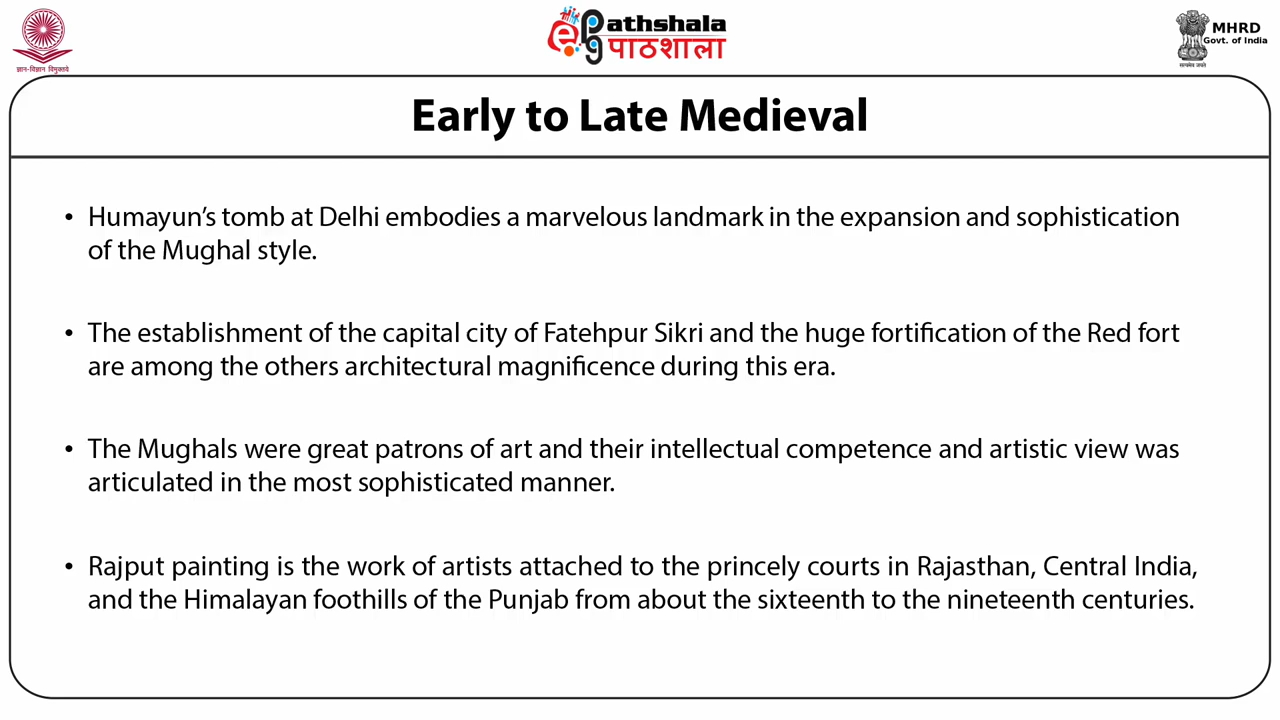 ज्ञान-विज्ञान विमुक्तये
e Pathshala
पाठशाला
MHRD
Govt. of India
सत्यमेव जयते
Early to Late Medieval
• Humayun’s tomb at Delhi embodies a marvelous landmark in the expansion and sophistication
of the Mughal style.
• The establishment of the capital city of Fatehpur Sikri and the huge fortification of the Red fort
are among the others architectural magnificence during this era.
• The Mughals were great patrons of art and their intellectual competence and artistic view was
articulated in the most sophisticated manner.
• Rajput painting is the work of artists attached to the princely courts in Rajasthan, Central India,
and the Himalayan foothills of the Punjab from about the sixteenth to the nineteenth centuries.